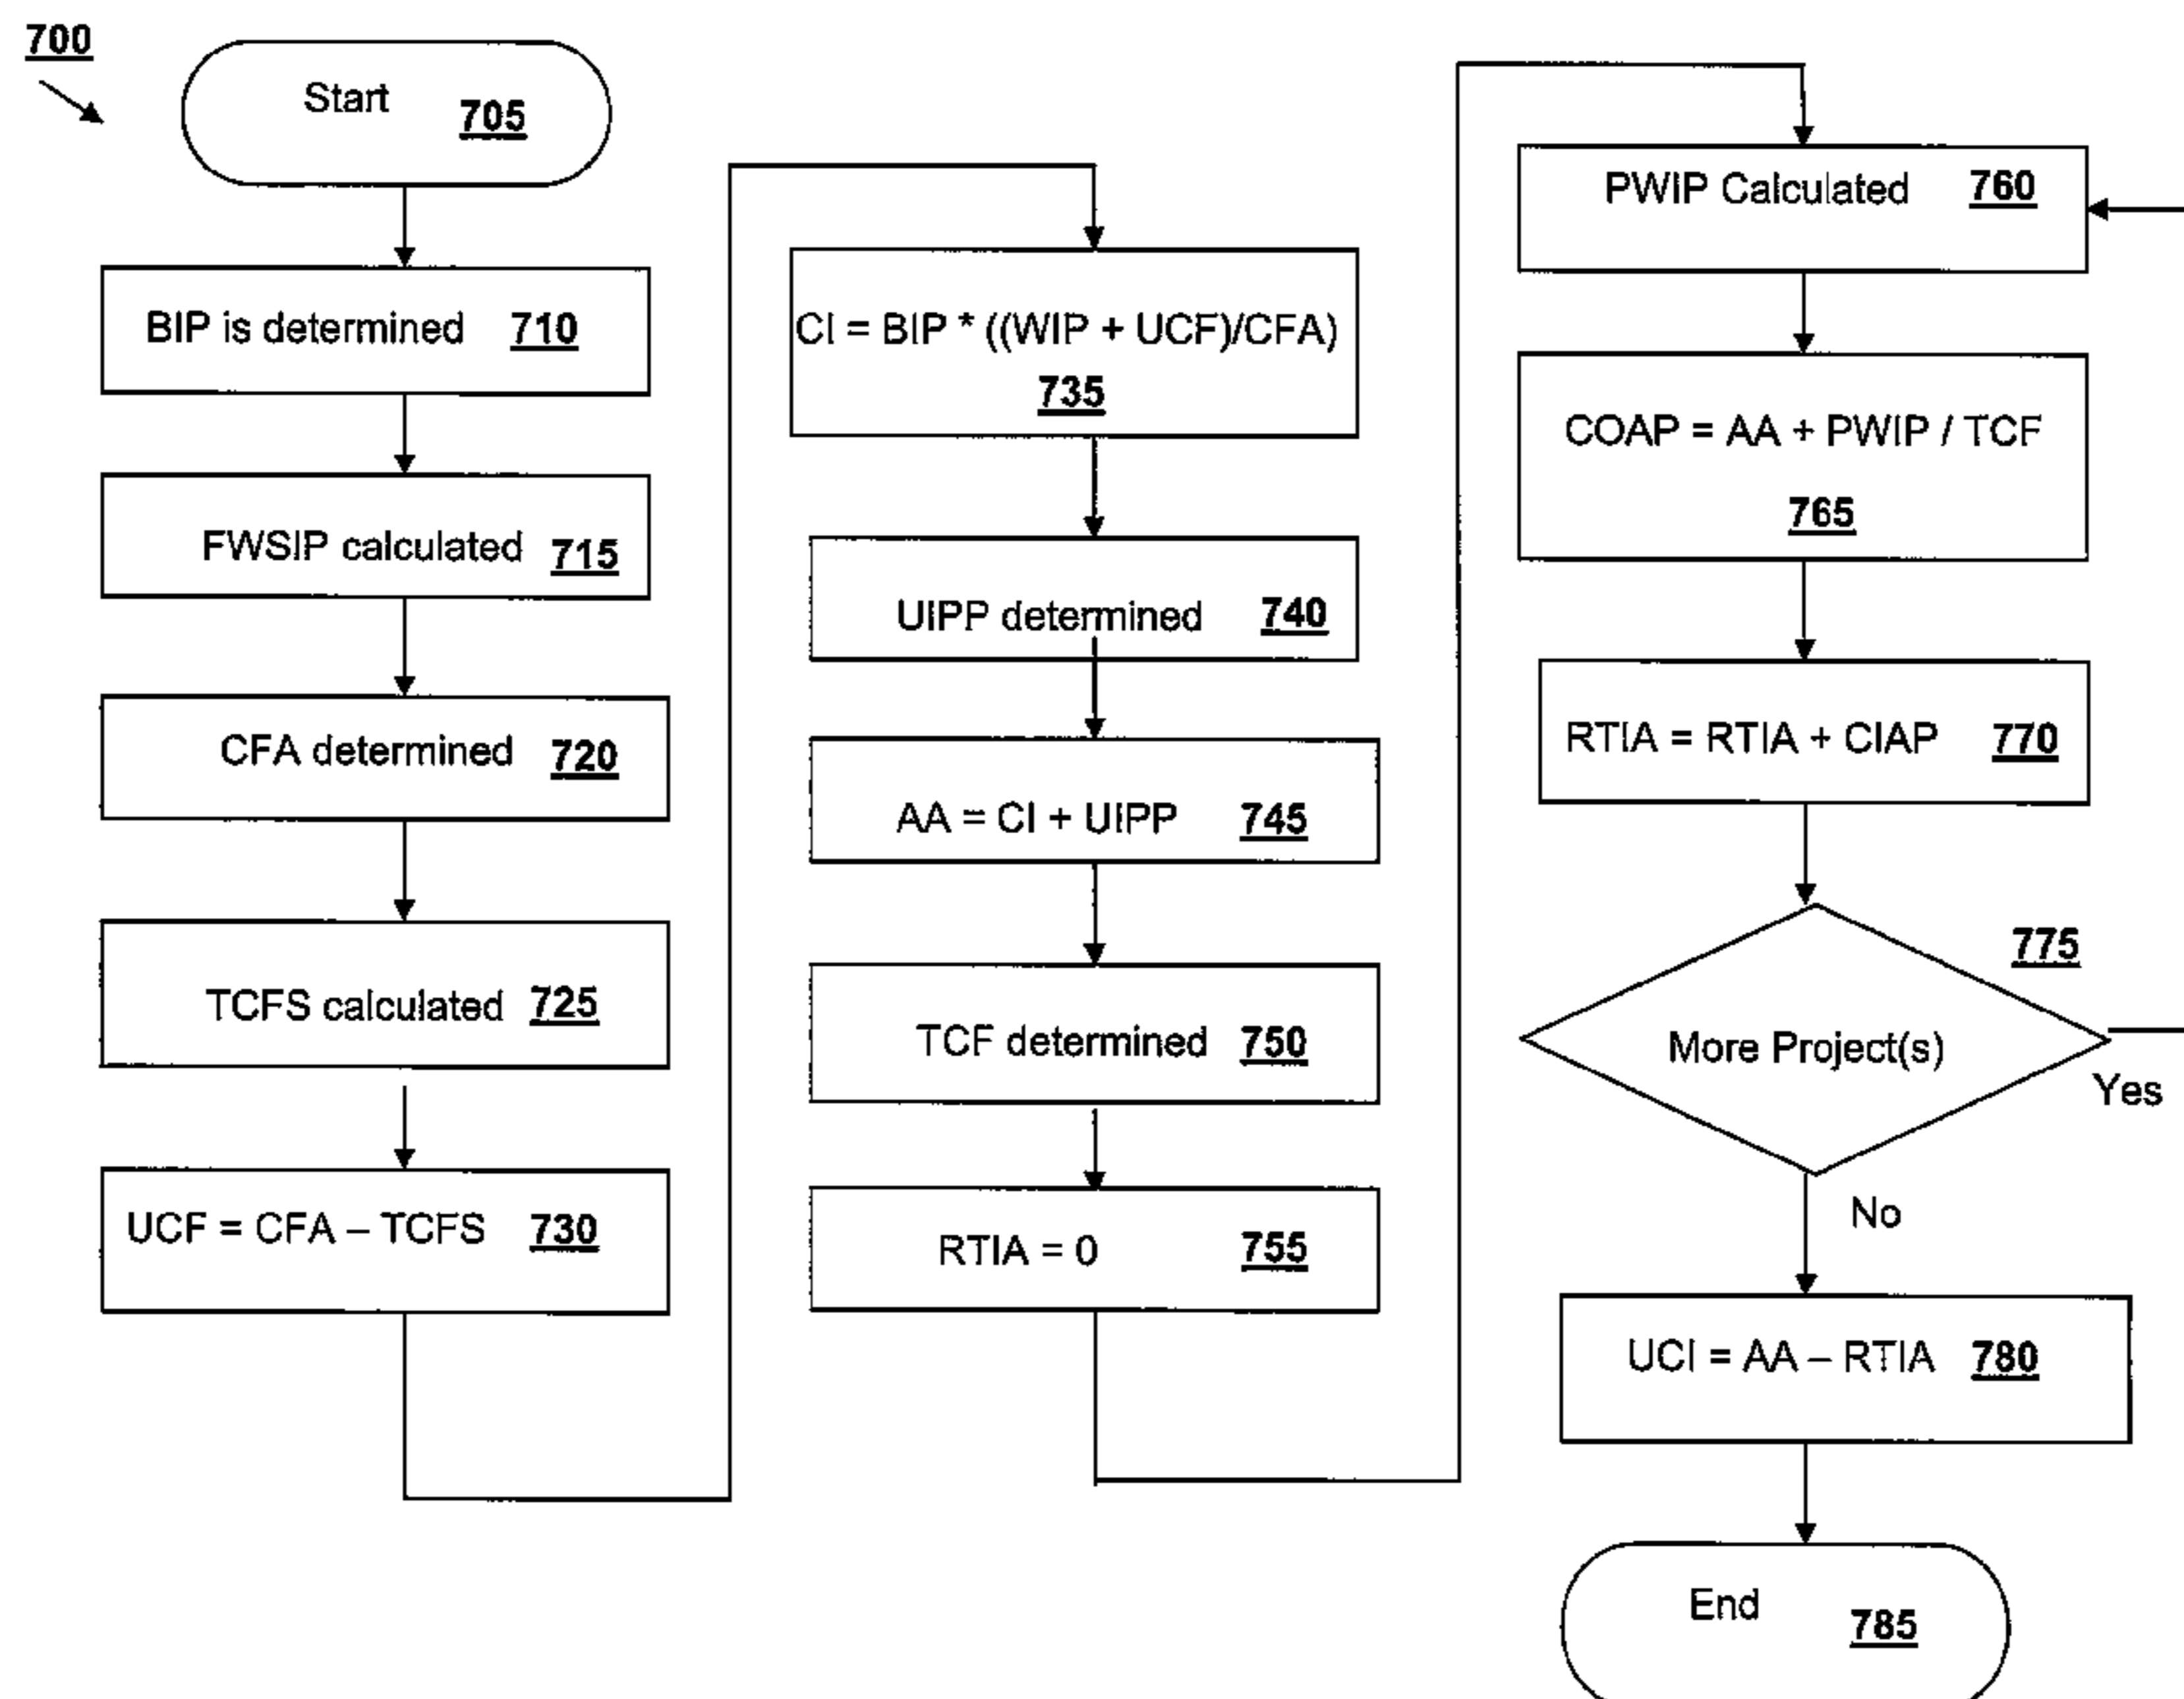 700
Start 705
BIP is determined 710
FWSIP calculated 715
CFA determined 720
TCFS calculated 725
UCF = CFA – TCFS 730
CI = BIP * ((WIP + UCF)/CFA)
735
UIPP determined 740
AA = CI + UIPP 745
TCF determined 750
RTIA = 0 755
PWIP Calculated 760
COAP = AA + PWIP / TCF
765
RTIA = RTIA + CIAP 770
775
More Project(s)
Yes
No
UCI = AA – RTIA 780
End 785